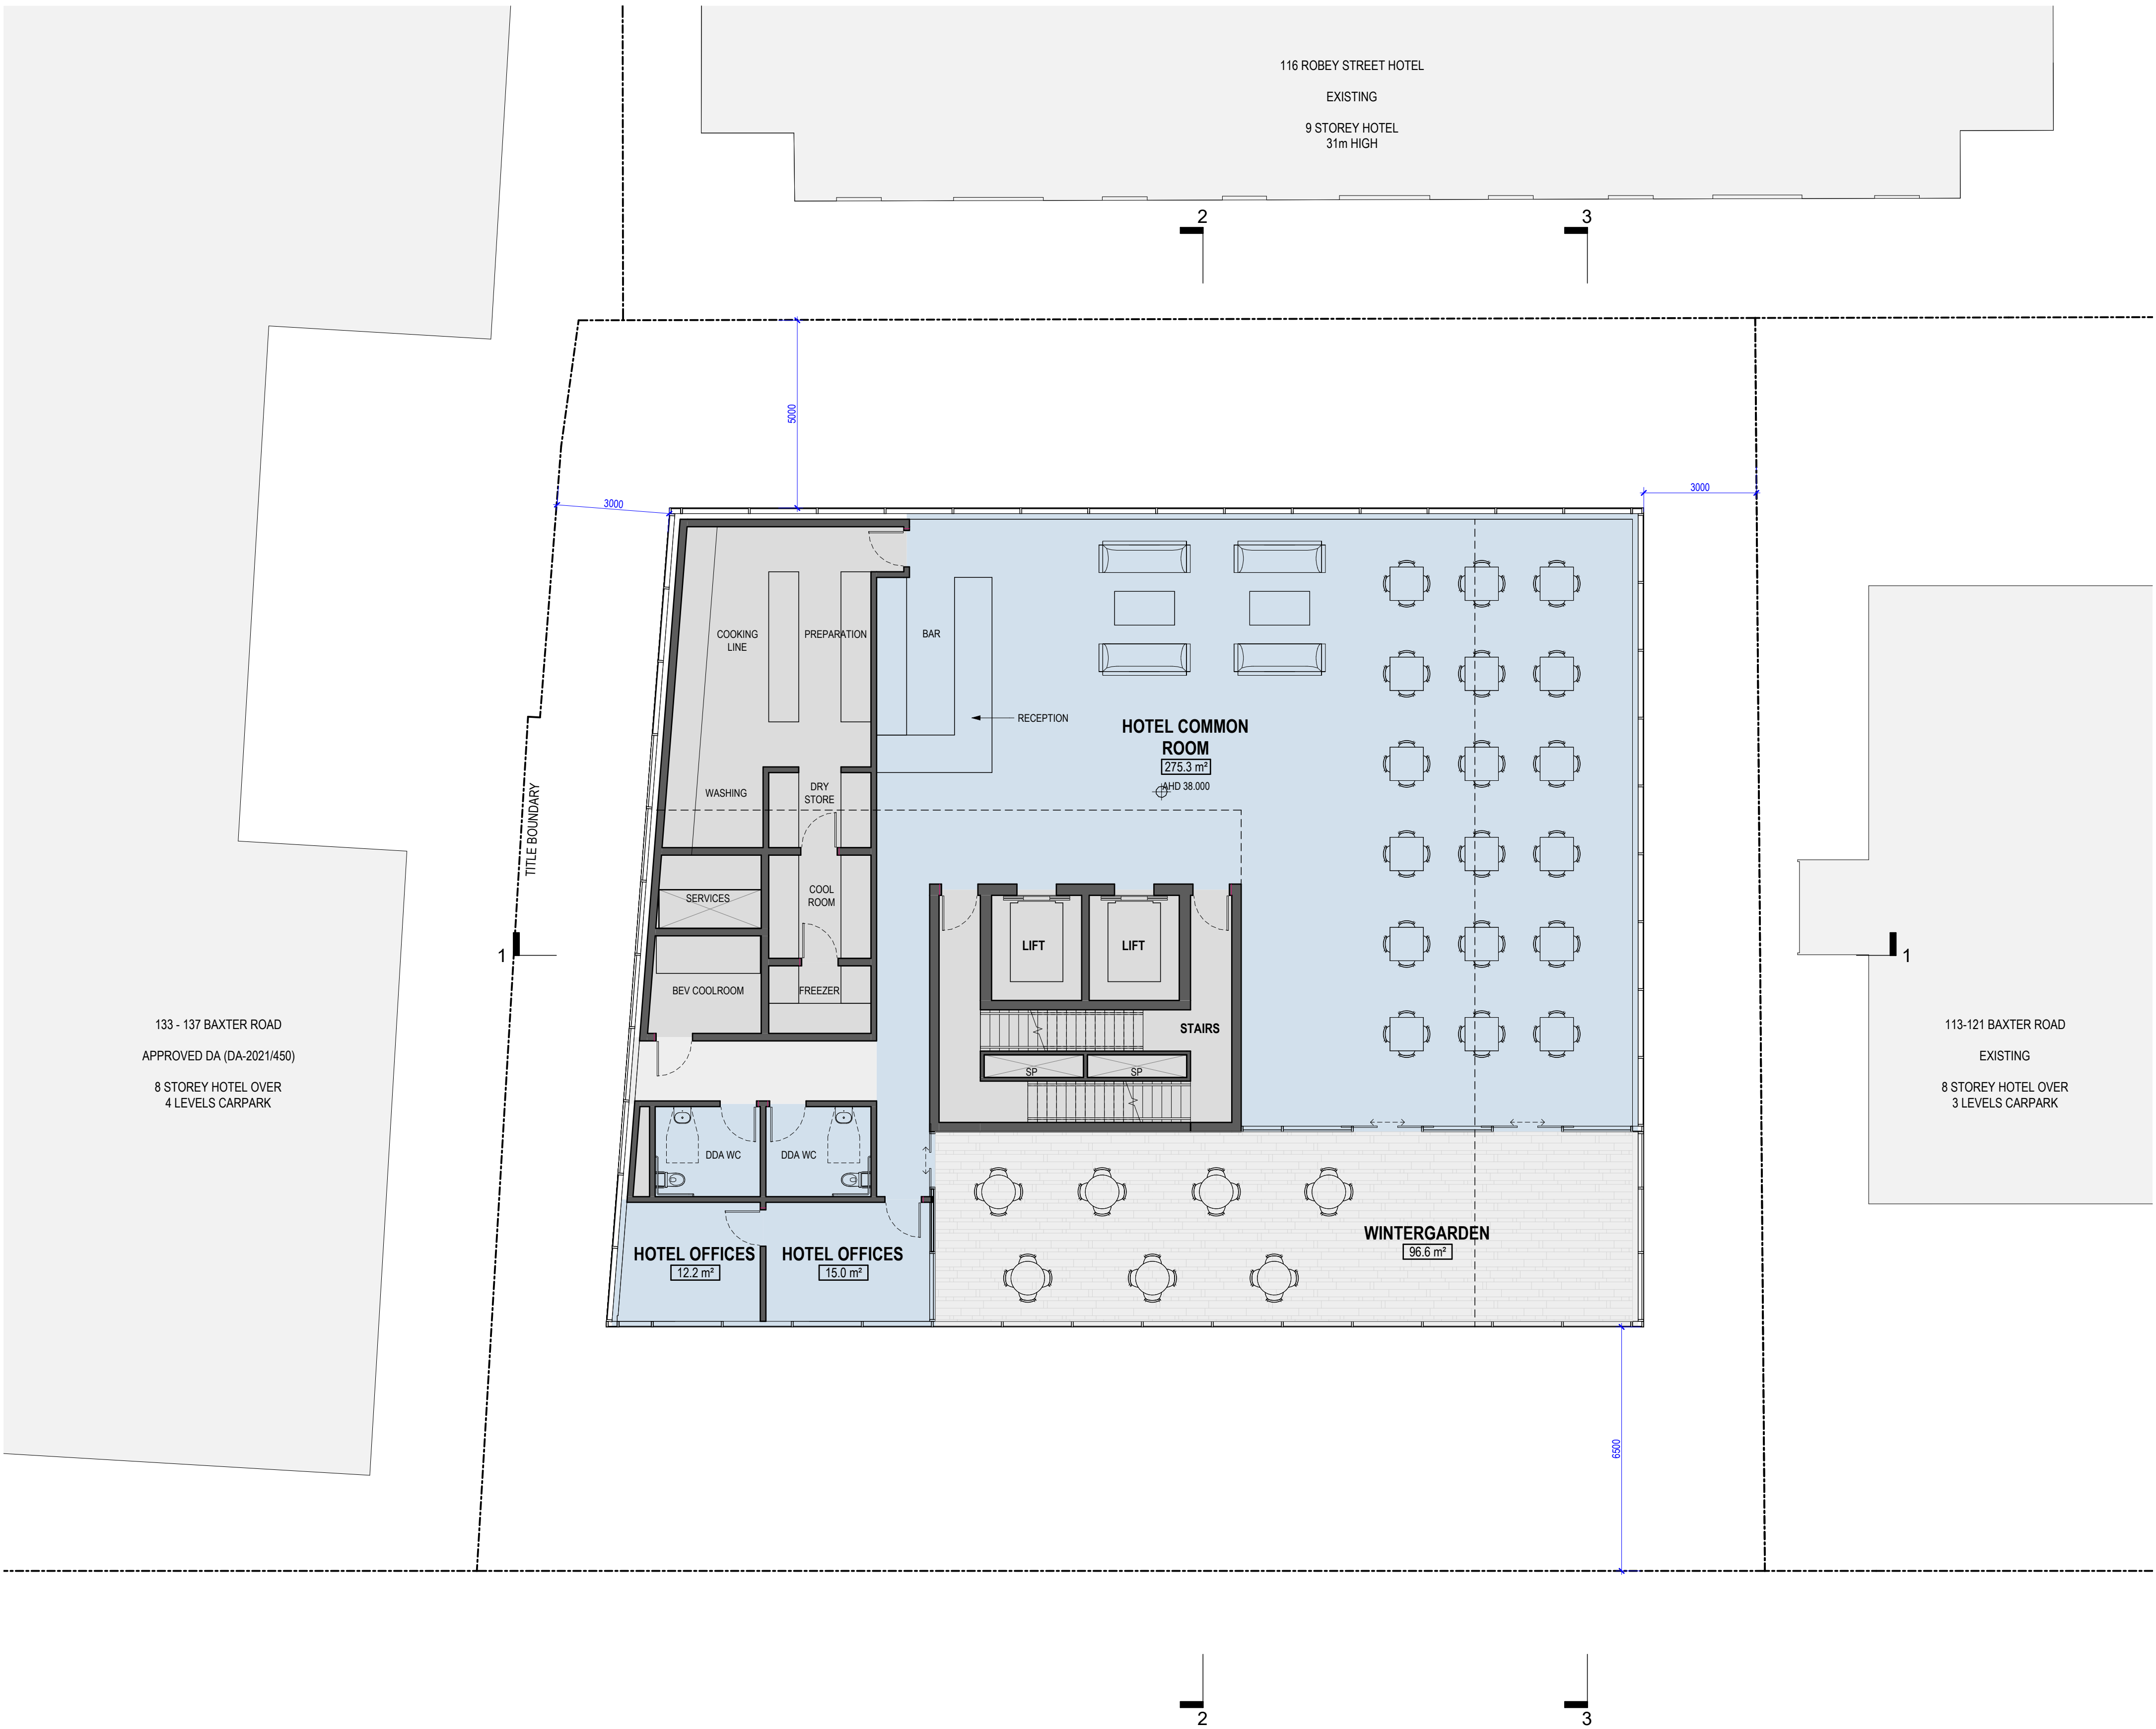 116 ROBEY STREET HOTEL
EXISTING
9 STOREY HOTEL
31m HIGH
2
3
5000
3000
3000
COOKING
LINE
PREPARATION
BAR
RECEPTION
HOTEL COMMON
ROOM
275.3 m²
AHD 38.000
WASHING
DRY
STORE
TITLE BOUNDARY
SERVICES
COOL
ROOM
LIFT
LIFT
1
1
BEV COOLROOM
FREEZER
STAIRS
SP
SP
133 - 137 BAXTER ROAD
APPROVED DA (DA-2021/450)
8 STOREY HOTEL OVER
4 LEVELS CARPARK
113-121 BAXTER ROAD
EXISTING
8 STOREY HOTEL OVER
3 LEVELS CARPARK
DDA WC
DDA WC
HOTEL OFFICES
12.2 m²
HOTEL OFFICES
15.0 m²
WINTERGARDEN
96.6 m²
6500
2
3